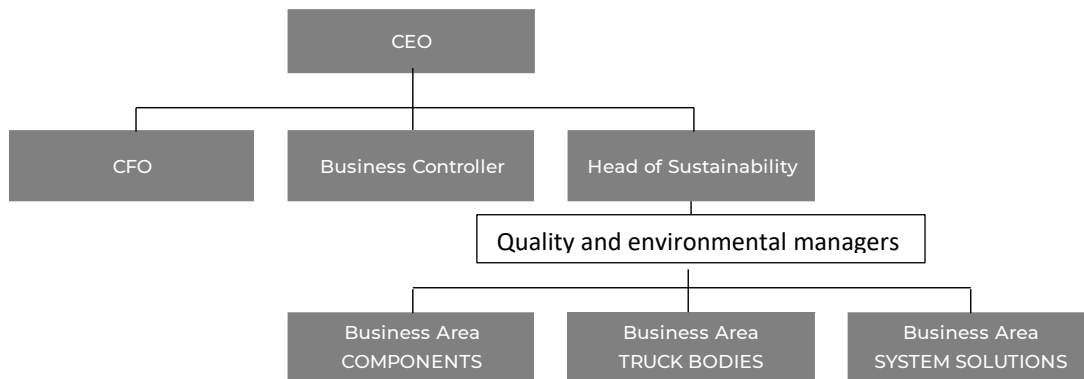 CEO
CFO
Business Controller
Head of Sustainability
Quality and environmental managers
Business Area
COMPONENTS
Business Area
TRUCK BODIES
Business Area
SYSTEM SOLUTIONS